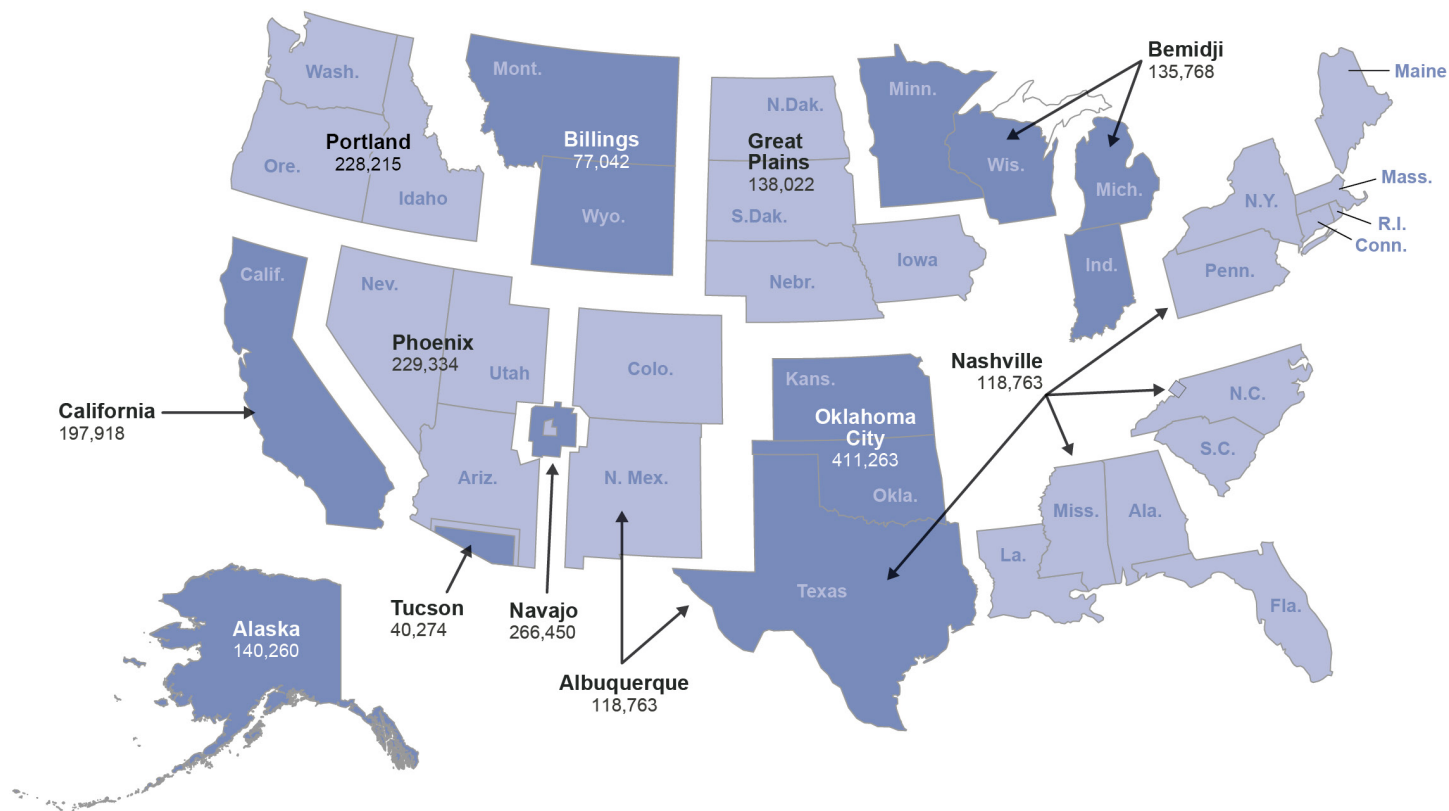 Bemidji
135,768
Maine
Wash.
Mont.
Minn.
N.Dak.
Portland
228,215
Billings
77,042
Great
Plains
138,022
Wis.
Mich.
Mass.
Ore.
Idaho
Wyo.
S.Dak.
N.Y.
R.I.
Conn.
Calif.
Nev.
Nebr.
Iowa
Ind.
Penn.
Phoenix
229,334
Utah
Colo.
Kans.
Nashville
118,763
N.C.
California
197,918
Oklahoma
City
411,263
S.C.
Ariz.
N. Mex.
Okla.
Miss.
Ala.
La.
Texas
Fla.
Tucson
40,274
Navajo
266,450
Alaska
140,260
Albuquerque
118,763